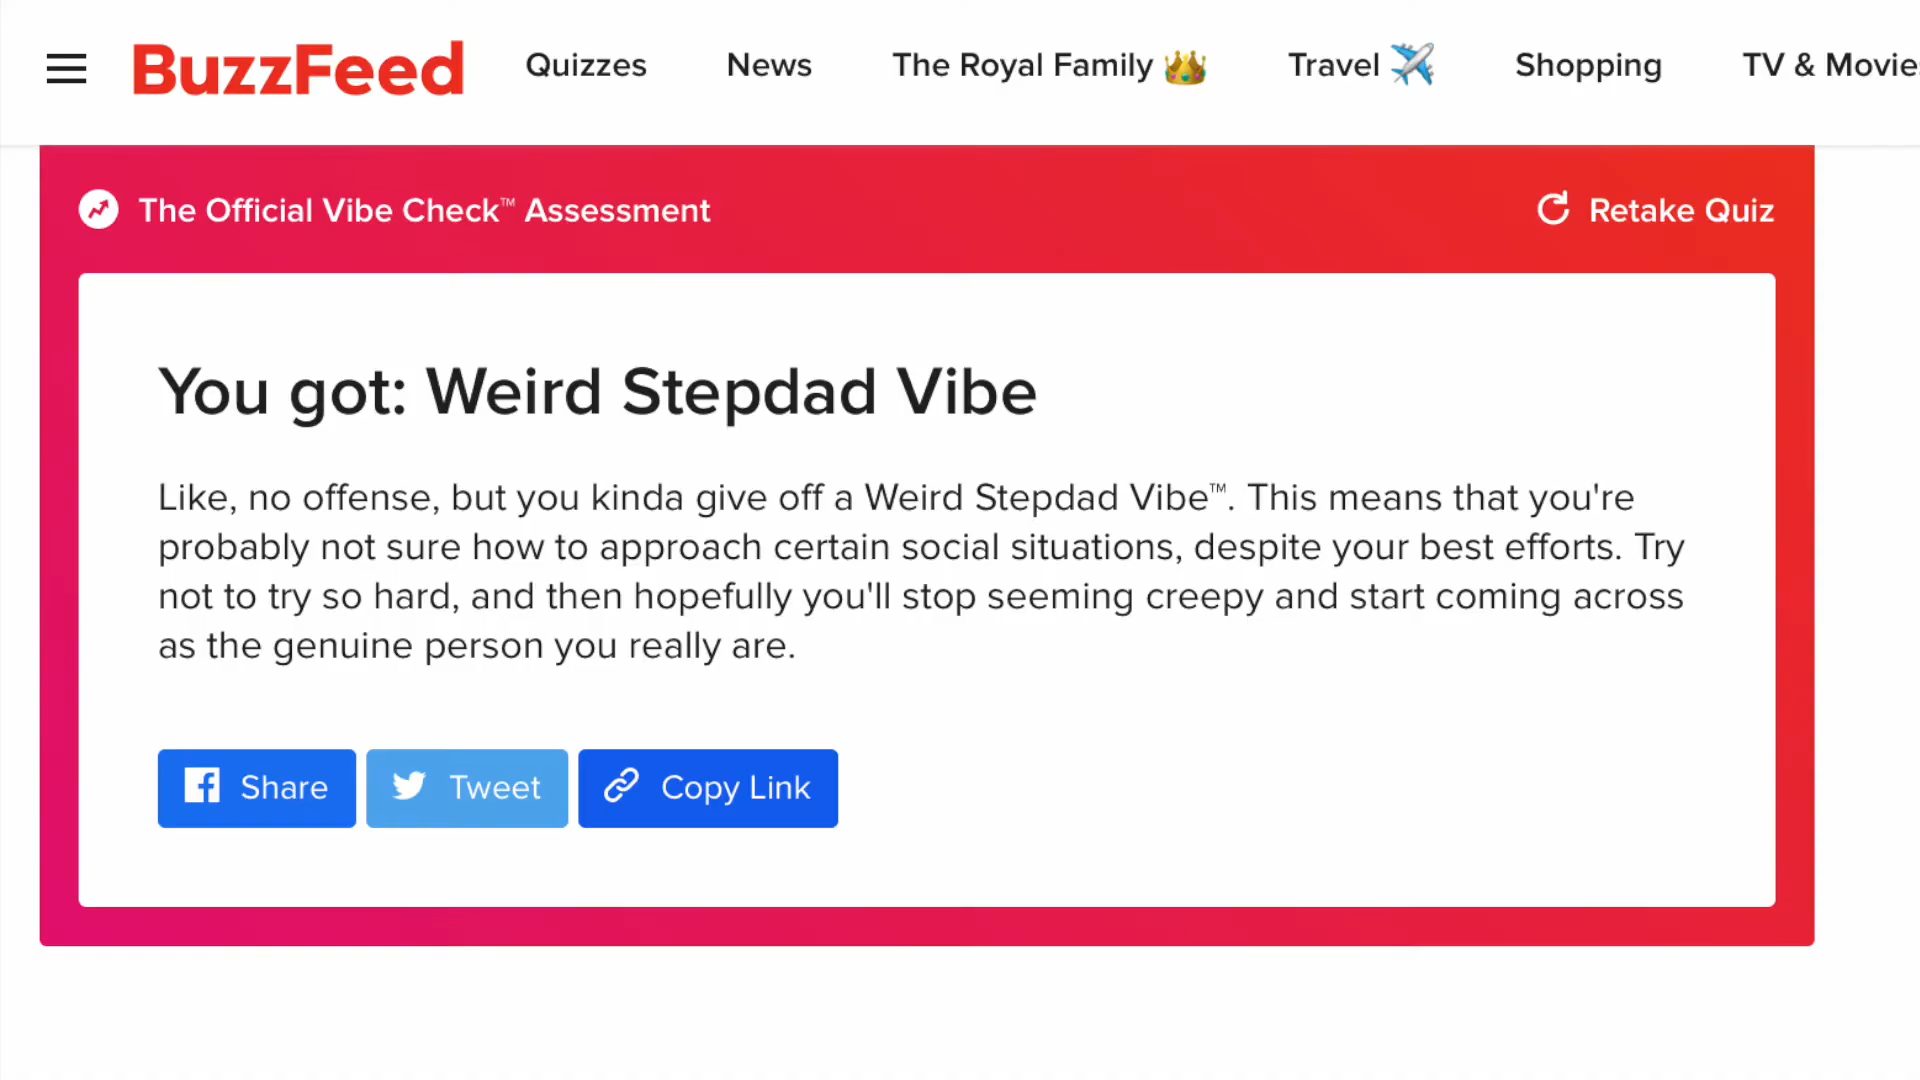 BuzzFeed Quizzes News The Royal Family 👑 Travel ✈️ Shopping TV & Movie
The Official Vibe Check™ Assessment Retake Quiz
You got: Weird Stepdad Vibe
Like, no offense, but you kinda give off a Weird Stepdad Vibe™. This means that you're
probably not sure how to approach certain social situations, despite your best efforts. Try
not to try so hard, and then hopefully you'll stop seeming creepy and start coming across
as the genuine person you really are.
Share Tweet Copy Link